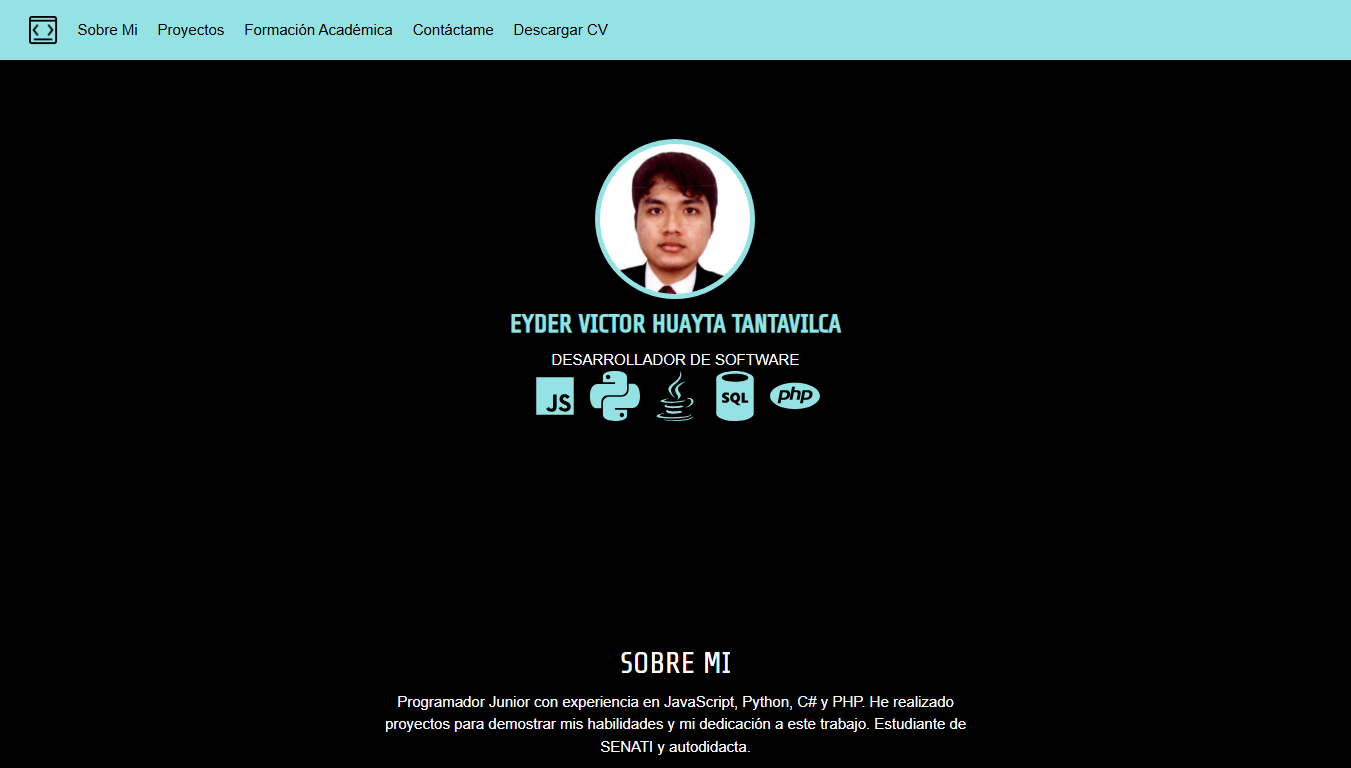 Sobre Mi Proyectos Formación Académica Contáctame Descargar CV
EYDER VICTOR HUAYTA TANTAVILCA
DESARROLLADOR DE SOFTWARE
JS SQL php
SOBRE MI
Programador Junior con experiencia en JavaScript, Python, C# y PHP. He realizado
proyectos para demostrar mis habilidades y mi dedicación a este trabajo. Estudiante de
SENATI y autodidacta.